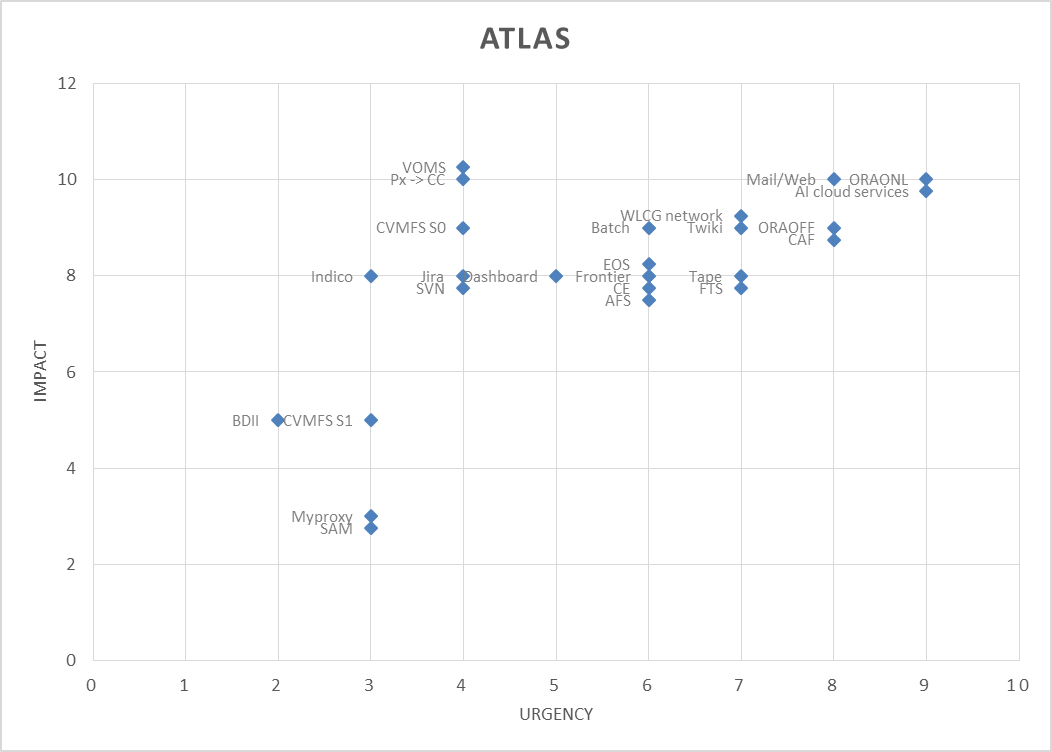 ATLAS
12
VOMS
10
Px -> CC
Mail/Web
ORAONL
AI cloud services
WLCG network
CVMFS S0
Batch
Twiki
ORAOFF
CAF
EOS
8
Indico
Jira
Dashboard
Frontier
Tape
SVN
CE
FTS
AFS
IMPACT
6
BDII
CVMFS S1
4
Myproxy
SAM
2
0
0 1 2 3 4 5 6 7 8 9 10
URGENCY